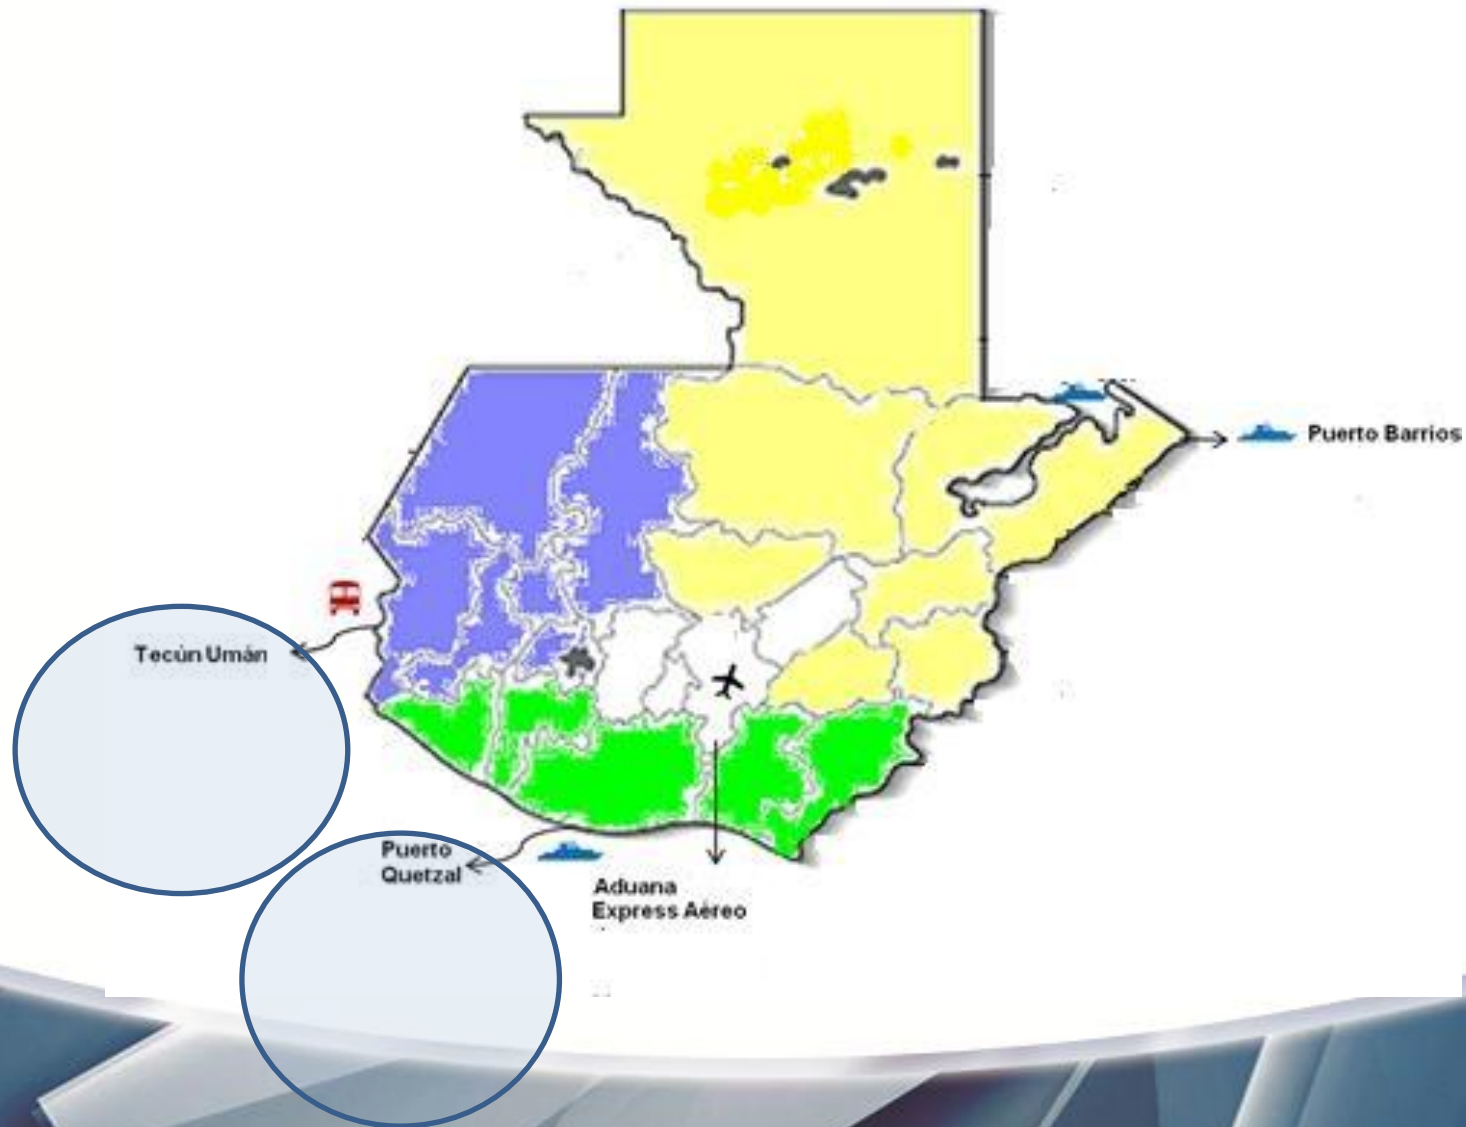 Puerto Barrios
Tecún Umán
Puerto
Quetzal
Aduana
Express Aéreo